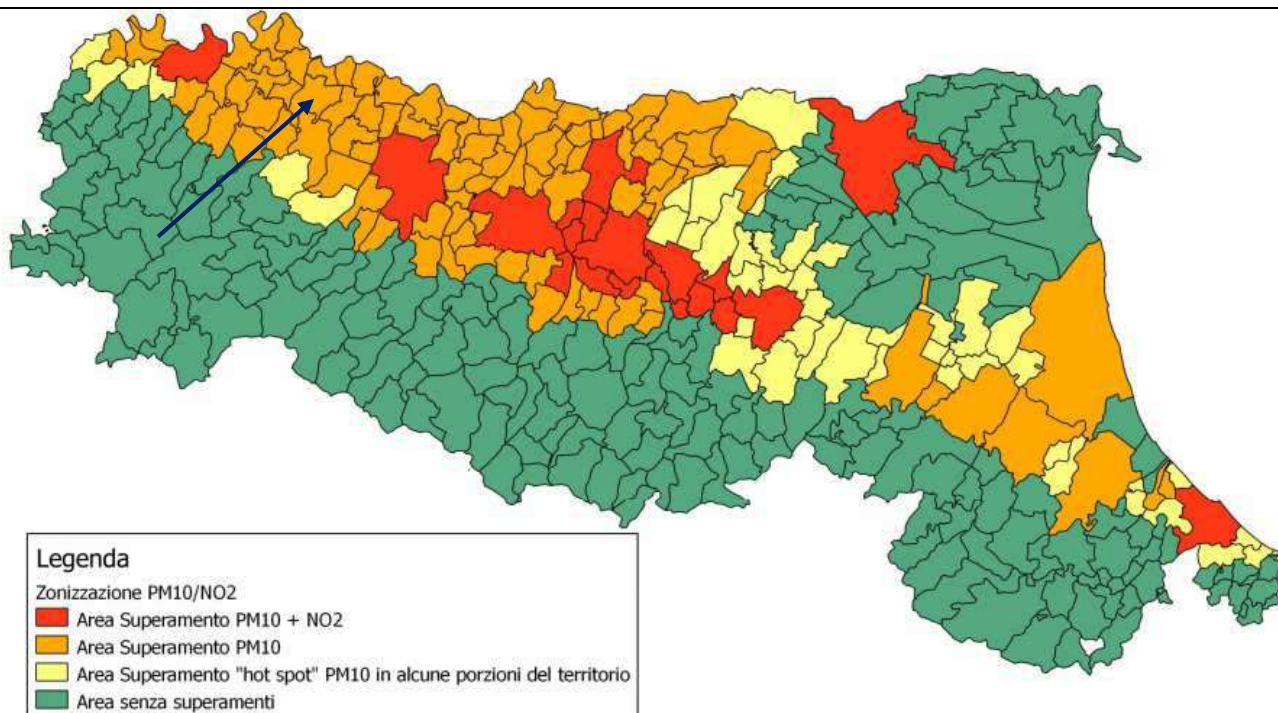 Legenda
Zonizzazione PM10/NO2
Area Superamento PM10 + NO2
Area Superamento PM10
Area Superamento "hot spot" PM10 in alcune porzioni del territorio
Area senza superamenti